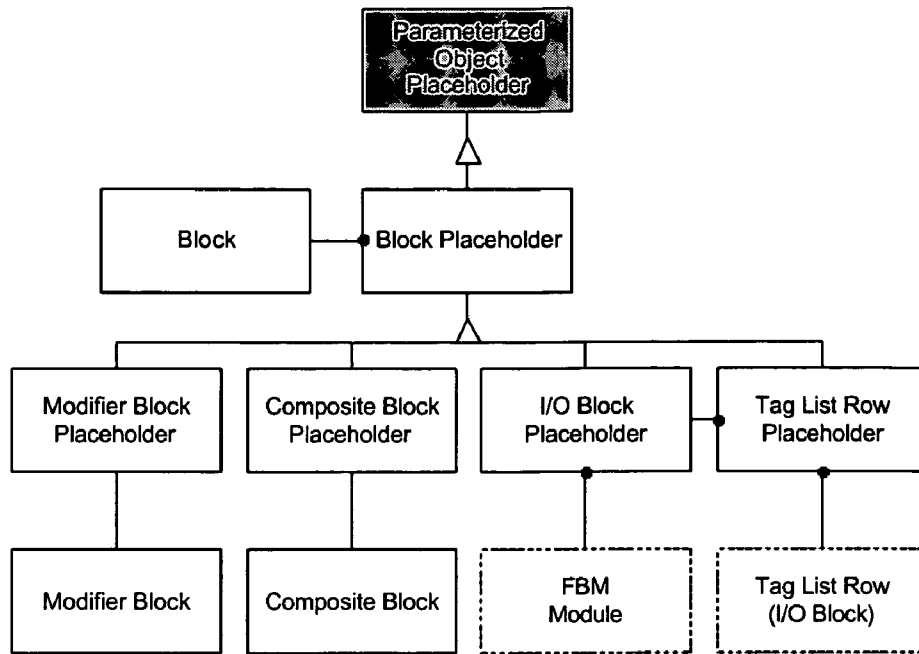 Parameterized
Object
Placeholder
Block
Block Placeholder
Modifier Block
Placeholder
Composite Block
Placeholder
I/O Block
Placeholder
Tag List Row
Placeholder
Modifier Block
Composite Block
FBM
Module
Tag List Row
(I/O Block)